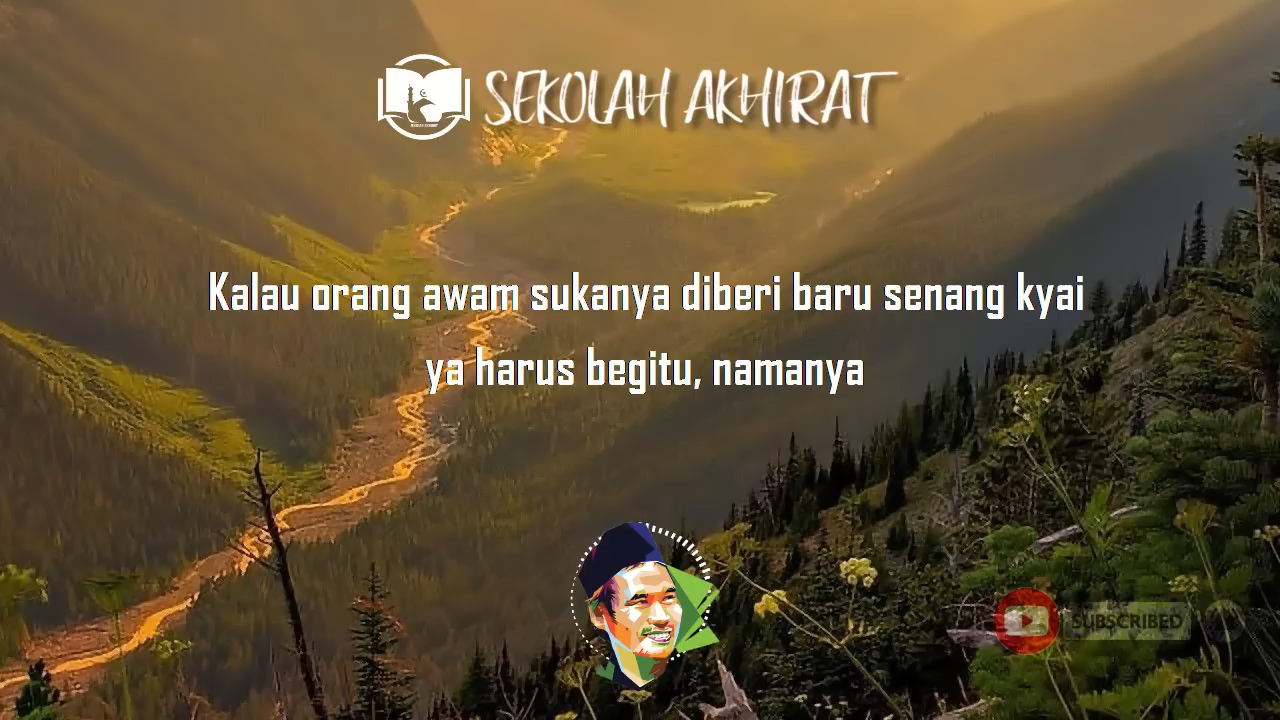 SEKOLAH AKHIRAT
Kalau orang awam sukanya diberi baru senang kyai
ya harus begitu, namanya
SUBSCRIBED